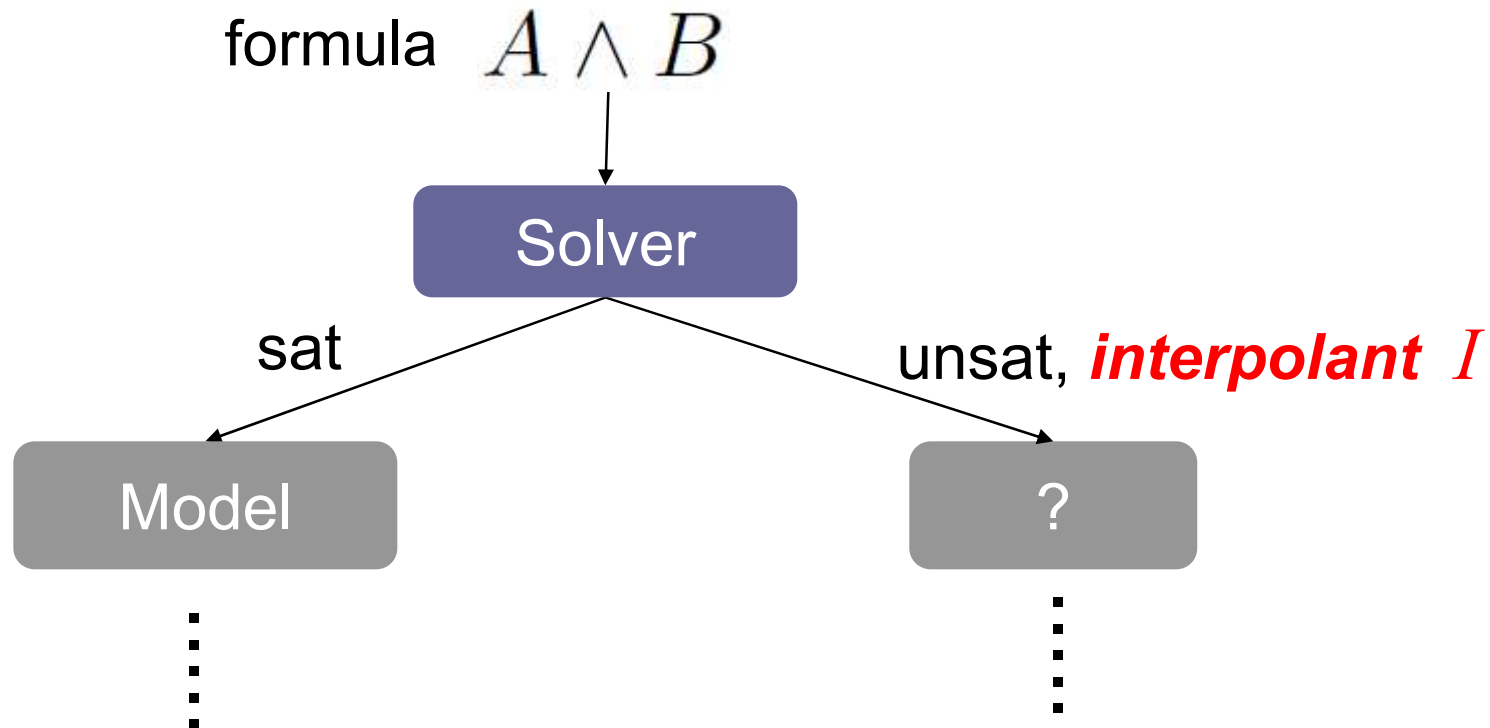 formula A ∧ B
Solver
sat
unsat, interpolant I
Model
?